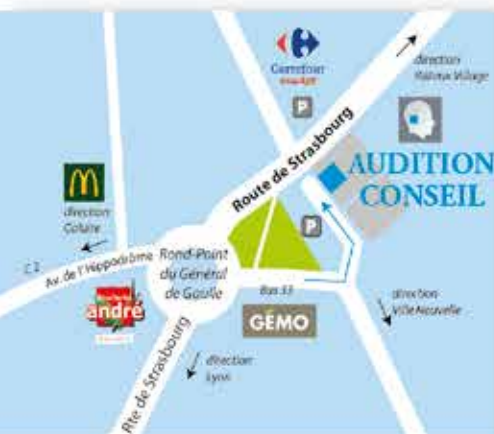 Carrefour
market
P
direction
Rillieux Village
Route de Strasbourg
AUDITION
CONSEIL
direction
Caluire
C 2
Av. de l'Hippodrome
Rond-Point
du Général
de Gaulle
P
Bus 33
andré
GÉMO
direction
Ville Nouvelle
direction
Lyon
Rte de Strasbourg